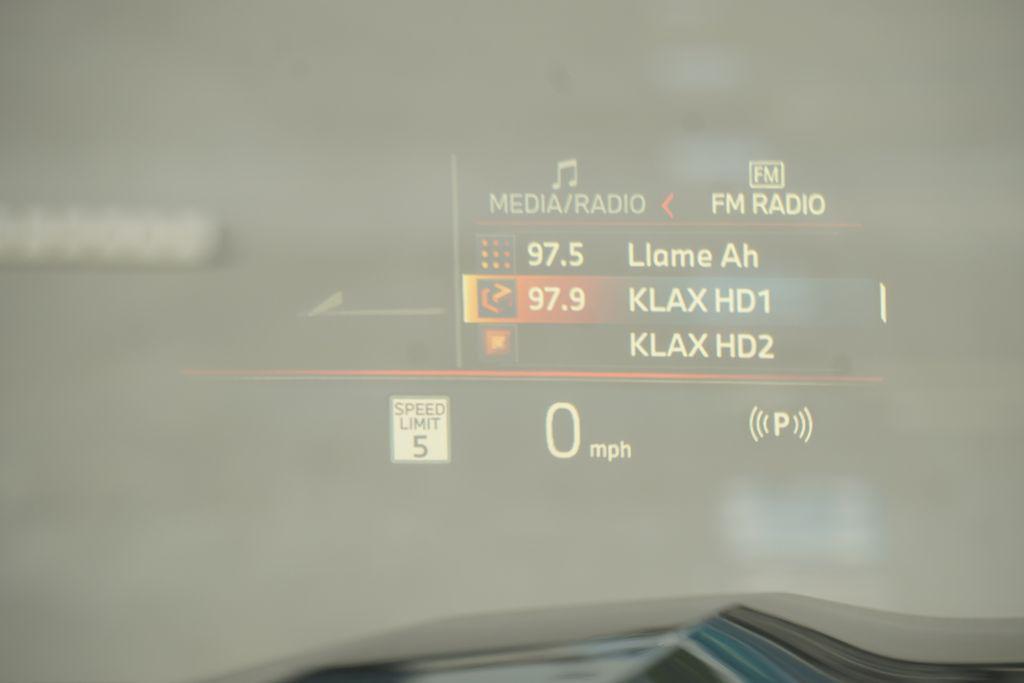 FM
MEDIA/RADIO FM RADIO
97.5 Llame Ah
97.9 KLAX HD1
KLAX HD2
SPEED
LIMIT
5
0 mph
P